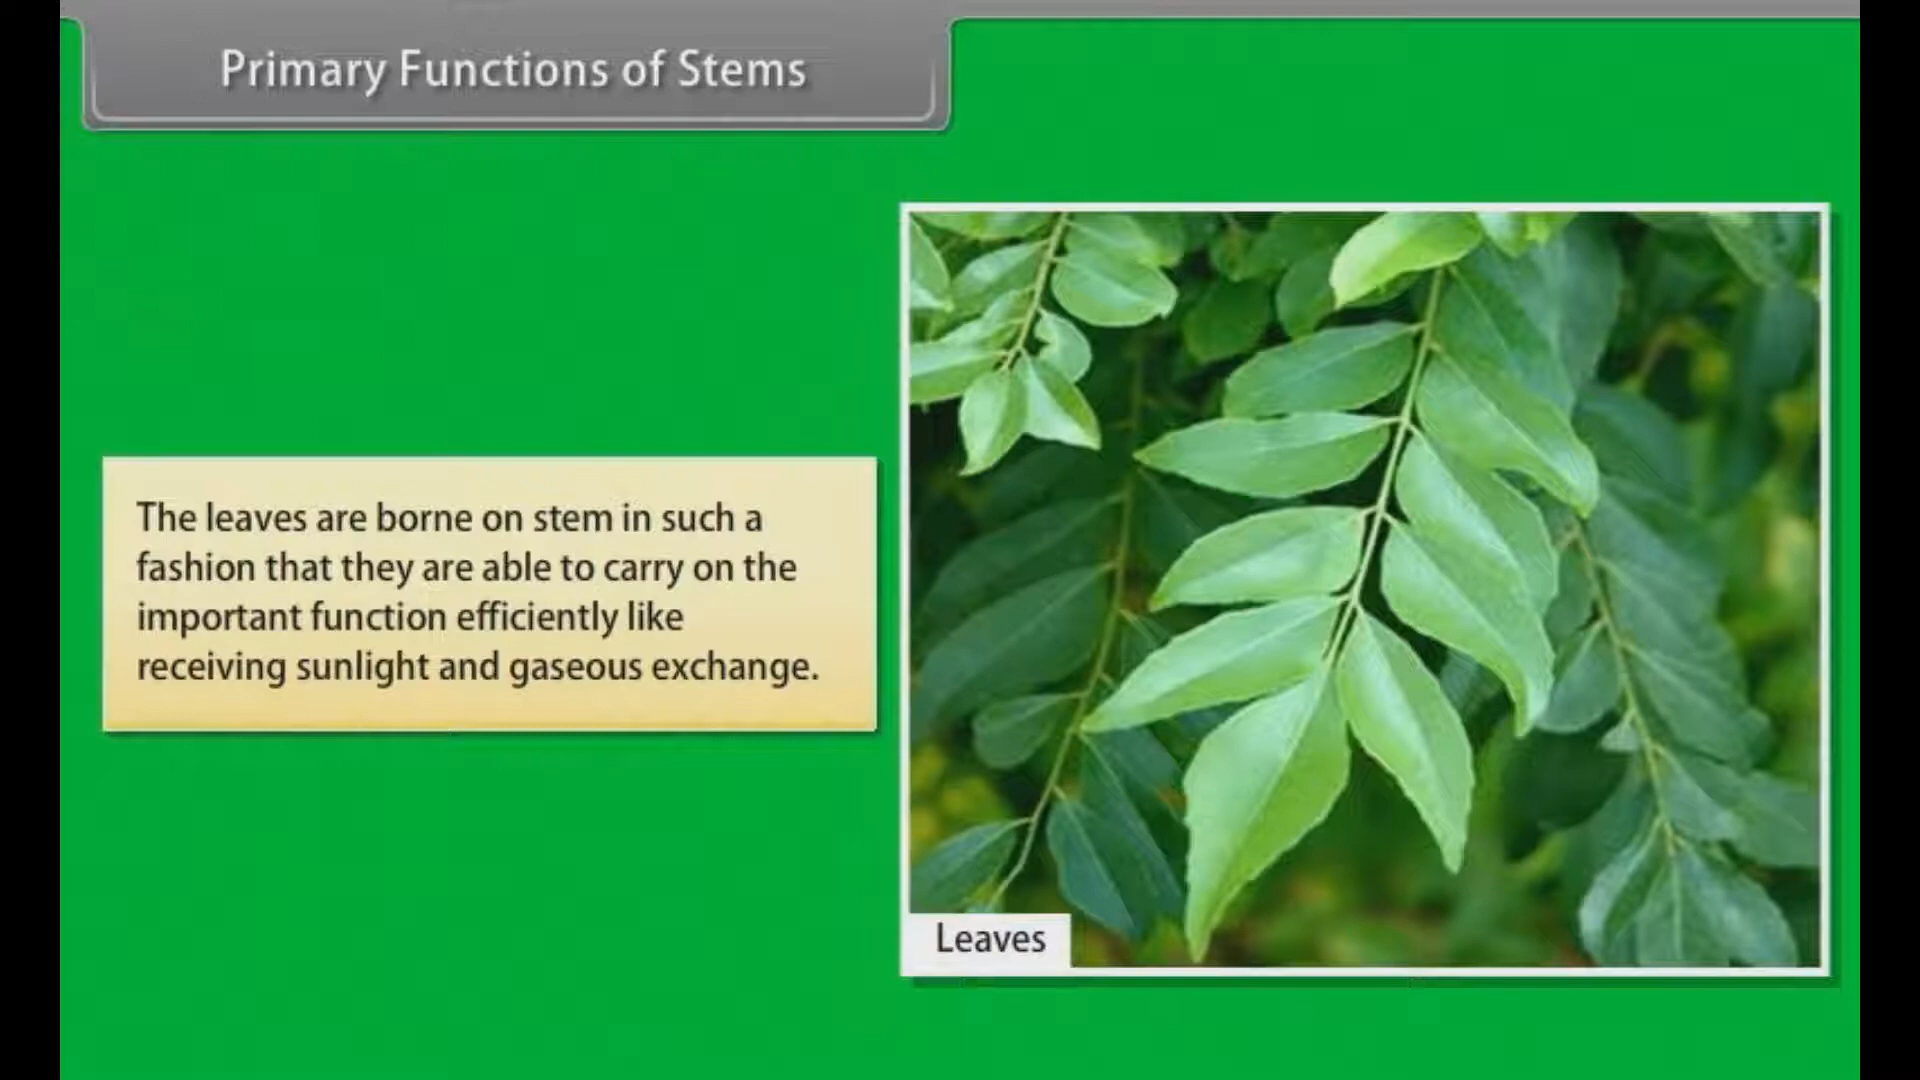 Primary Functions of Stems
The leaves are borne on stem in such a
fashion that they are able to carry on the
important function efficiently like
receiving sunlight and gaseous exchange.
Leaves